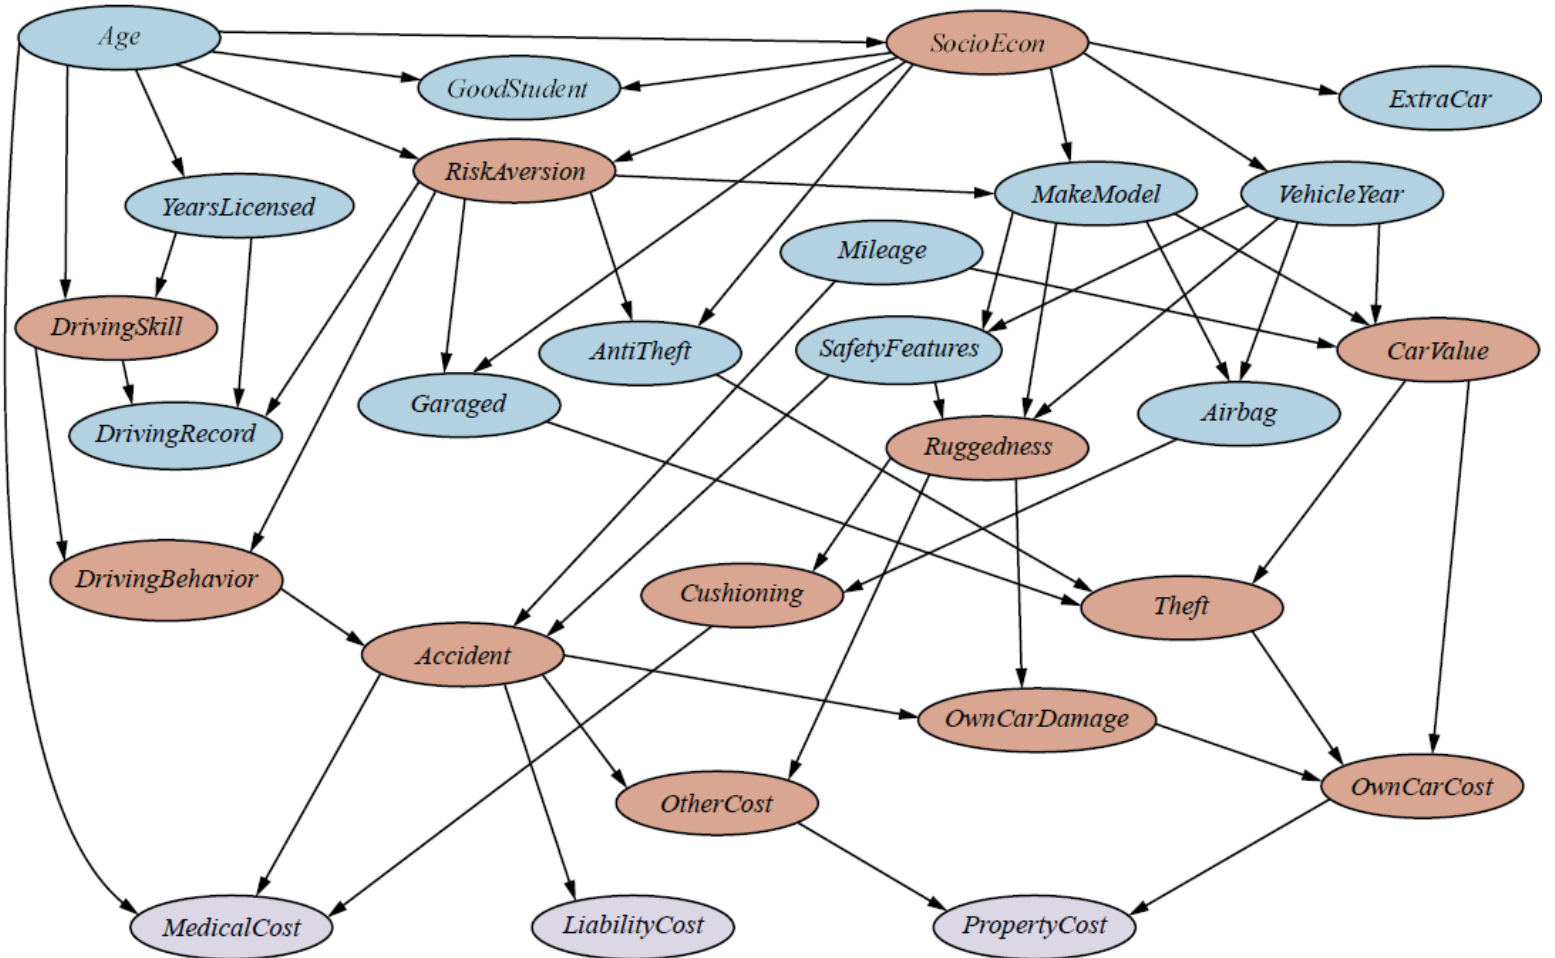 Age
SocioEcon
GoodStudent
ExtraCar
RiskAversion
YearsLicensed
MakeModel
VehicleYear
Mileage
DrivingSkill
AntiTheft
SafetyFeatures
CarValue
Garaged
Airbag
DrivingRecord
Ruggedness
DrivingBehavior
Cushioning
Theft
Accident
OwnCarDamage
OtherCost
OwnCarCost
MedicalCost
LiabilityCost
PropertyCost